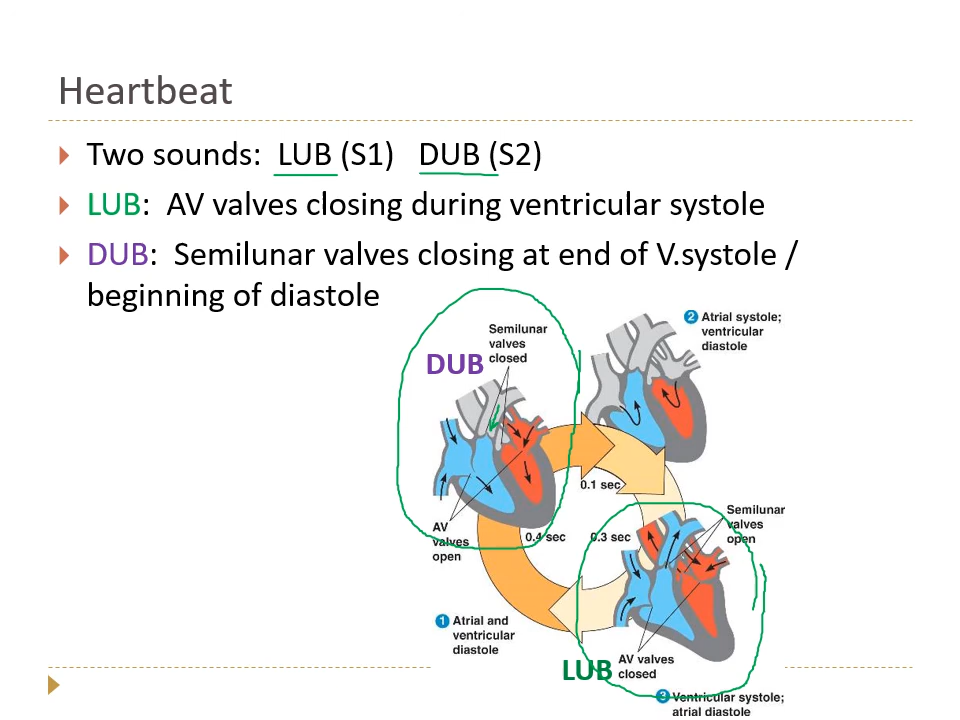 Heartbeat
Two sounds: LUB (S1) DUB (S2)
LUB: AV valves closing during ventricular systole
DUB: Semilunar valves closing at end of V.systole /
beginning of diastole
Semilunar
valves
closed
DUB
2 Atrial systole;
ventricular
diastole
0.1 sec
Semilunar
valves
open
AV
valves
open
0.4 sec
0.3 sec
1 Atrial and
ventricular
diastole
LUB
AV valves
closed
3 Ventricular systole;
atrial diastole